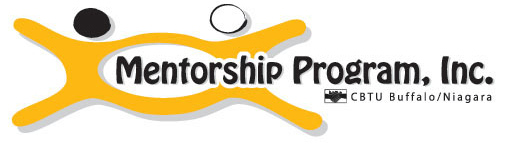 Mentorship Program, Inc.
CBTU Buffalo/Niagara